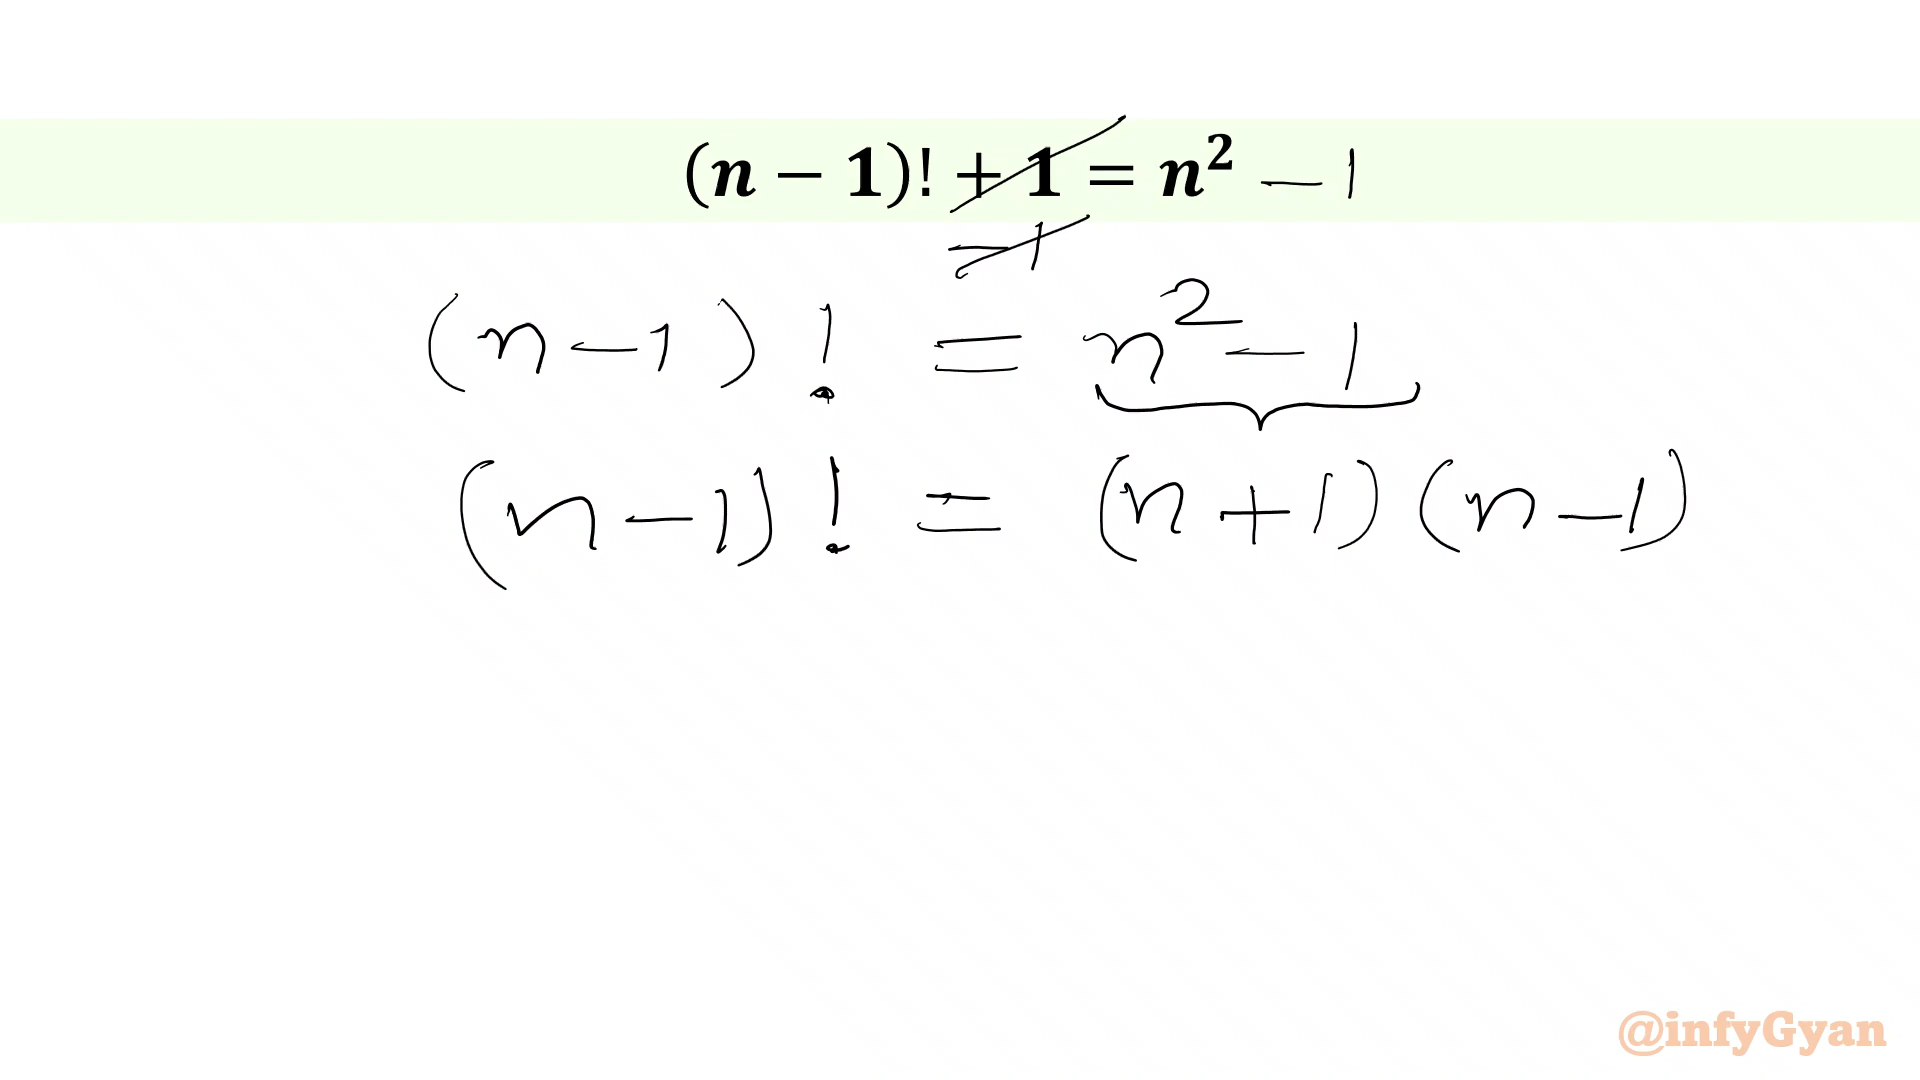 (n − 1)! + 1 = n² − 1
− 1
(n − 1)! = n² − 1
(n − 1)! = (n + 1)(n − 1)
@infyGyan